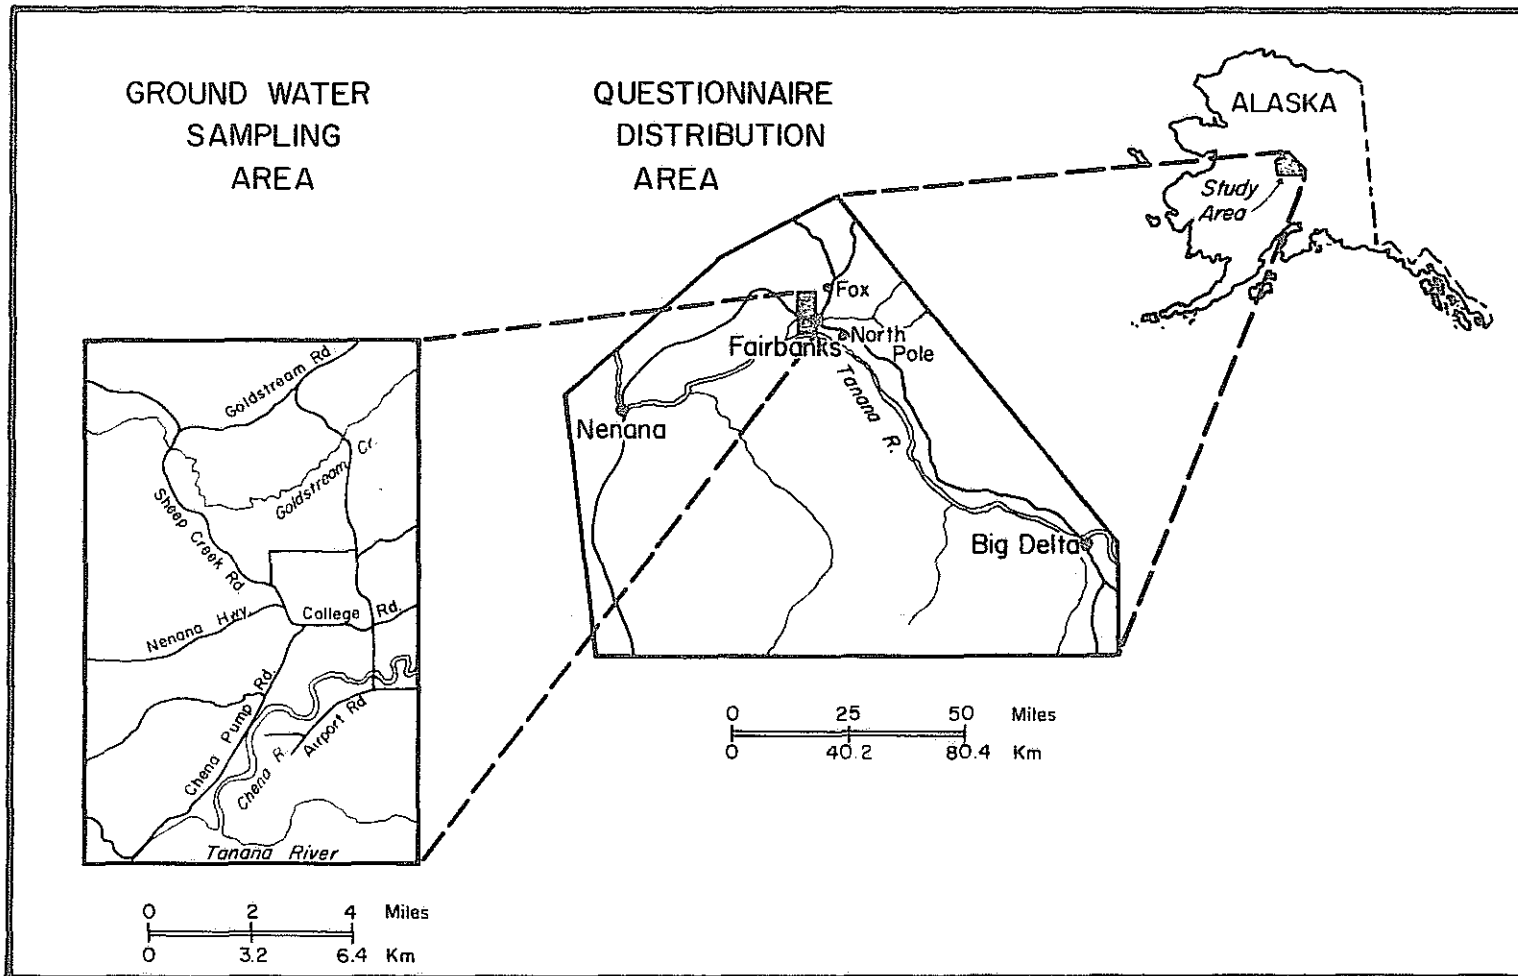 GROUND WATER
SAMPLING
AREA
QUESTIONNAIRE
DISTRIBUTION
AREA
ALASKA
Study
Area
Fox
North
Pole
Fairbanks
Tanana R.
Nenana
Big Delta
0 25 50 Miles
0 40.2 80.4 Km
Goldstream Rd.
Goldstream Cr.
Sheep Creek Rd.
Nenana Hwy.
College Rd.
Chena Pump Rd.
Chena R.
Airport Rd
Tanana River
0 2 4 Miles
0 3.2 6.4 Km